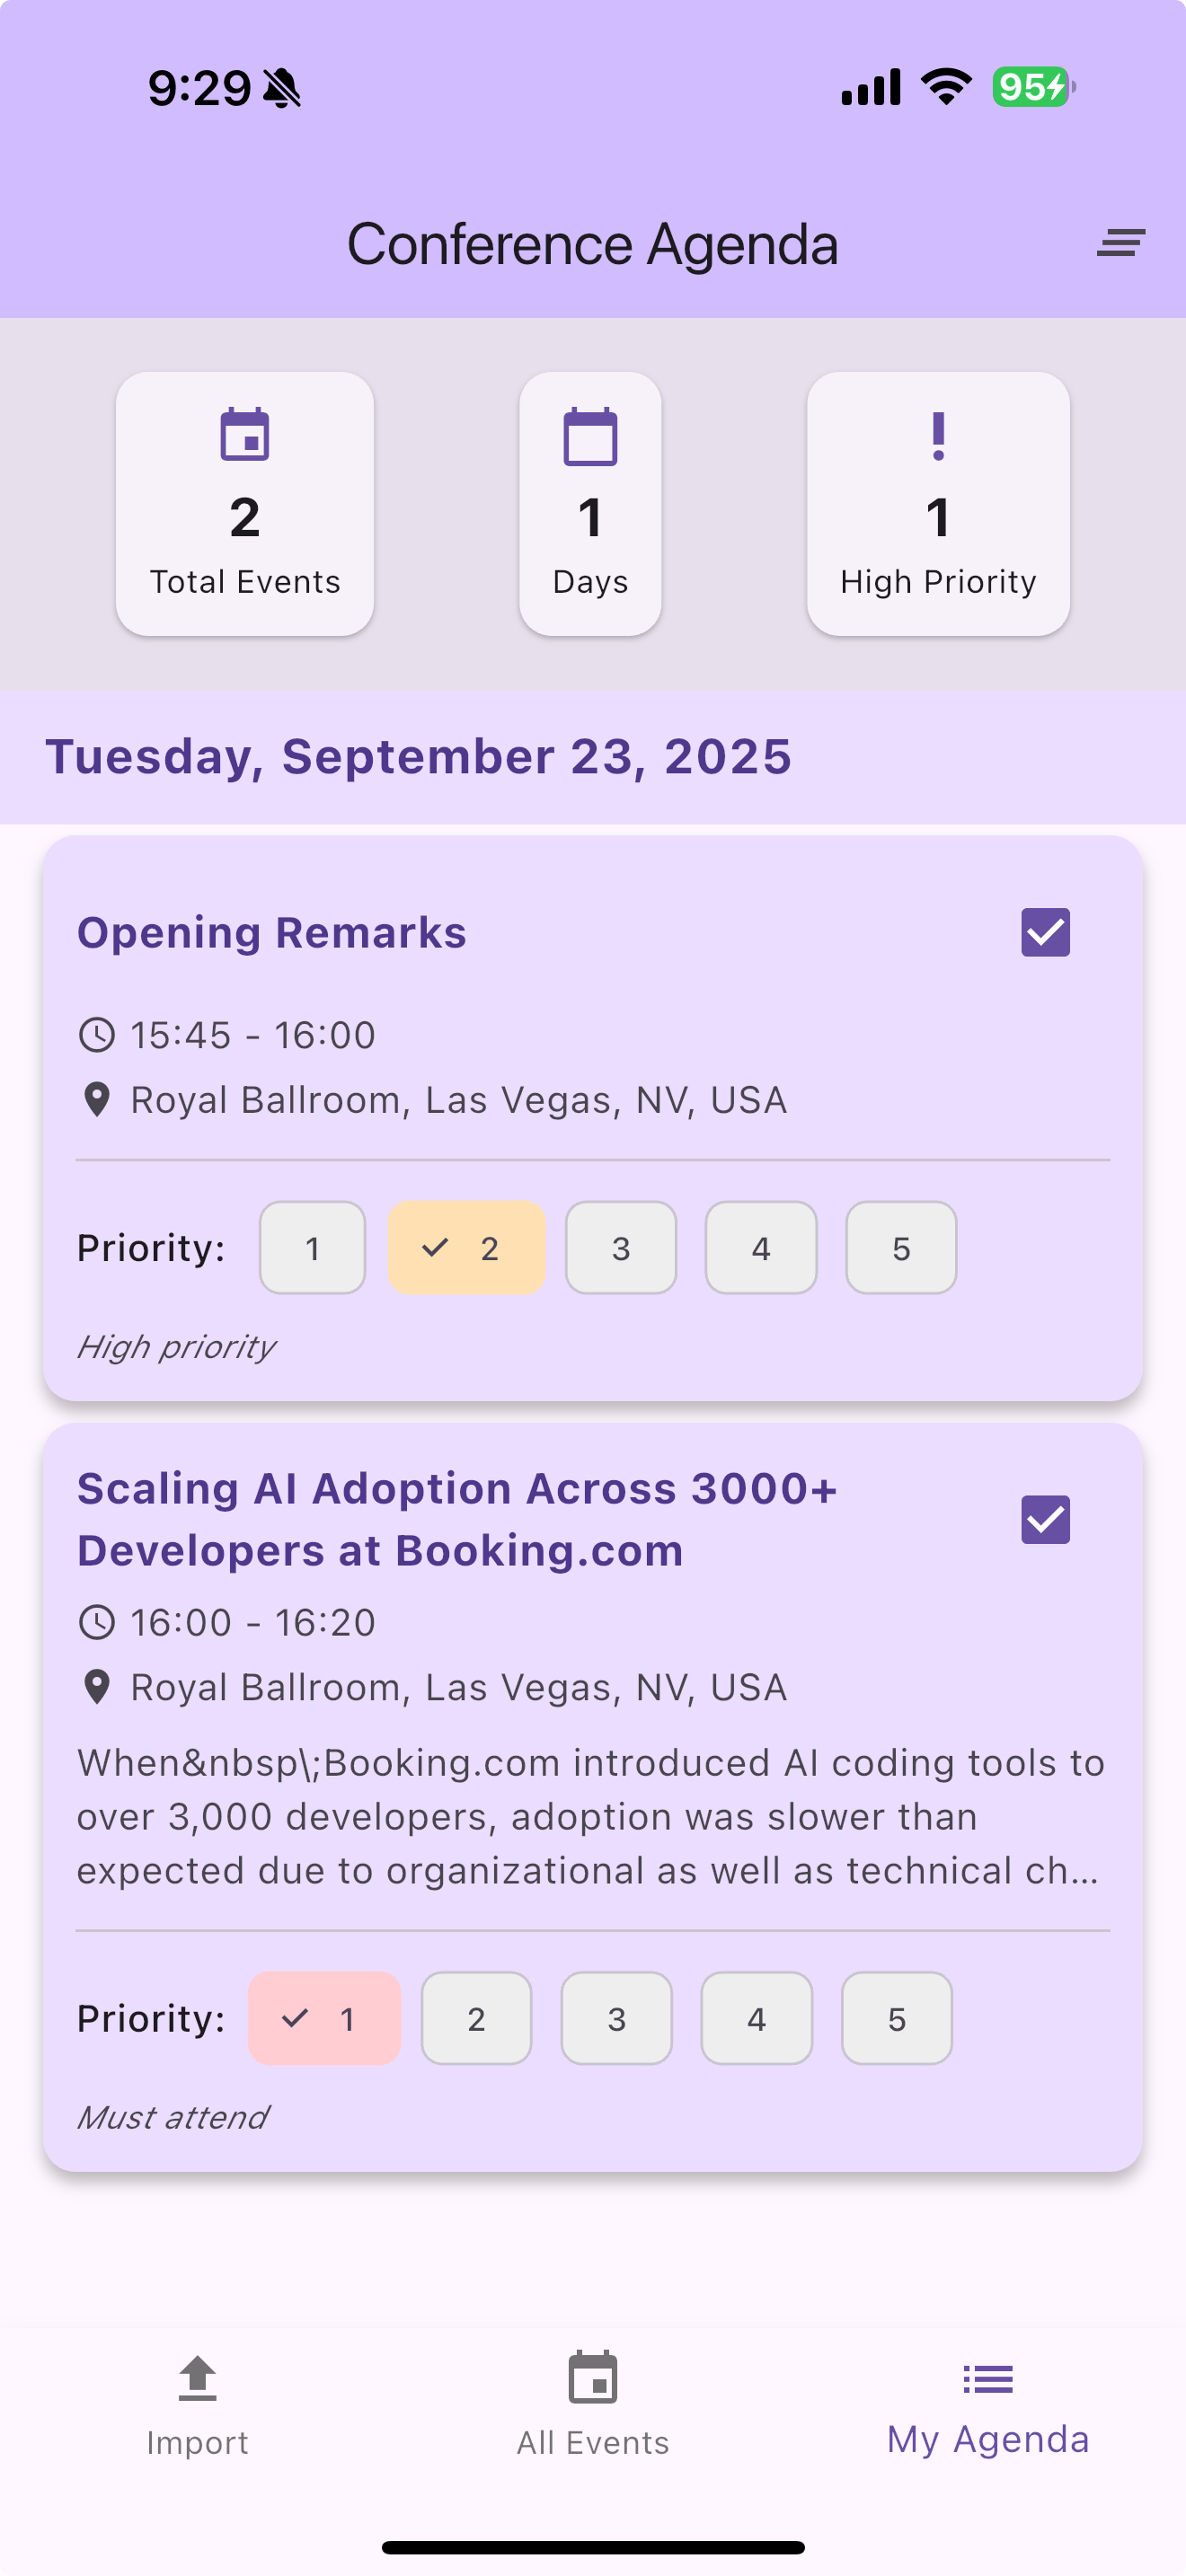 9:29
95
Conference Agenda
2
Total Events
1
Days
1
High Priority
Tuesday, September 23, 2025
Opening Remarks
15:45 - 16:00
Royal Ballroom, Las Vegas, NV, USA
Priority: 1 2 3 4 5
High priority
Scaling AI Adoption Across 3000+
Developers at Booking.com
16:00 - 16:20
Royal Ballroom, Las Vegas, NV, USA
When&nbsp\;Booking.com introduced AI coding tools to
over 3,000 developers, adoption was slower than
expected due to organizational as well as technical ch...
Priority: 1 2 3 4 5
Must attend
Import
All Events
My Agenda